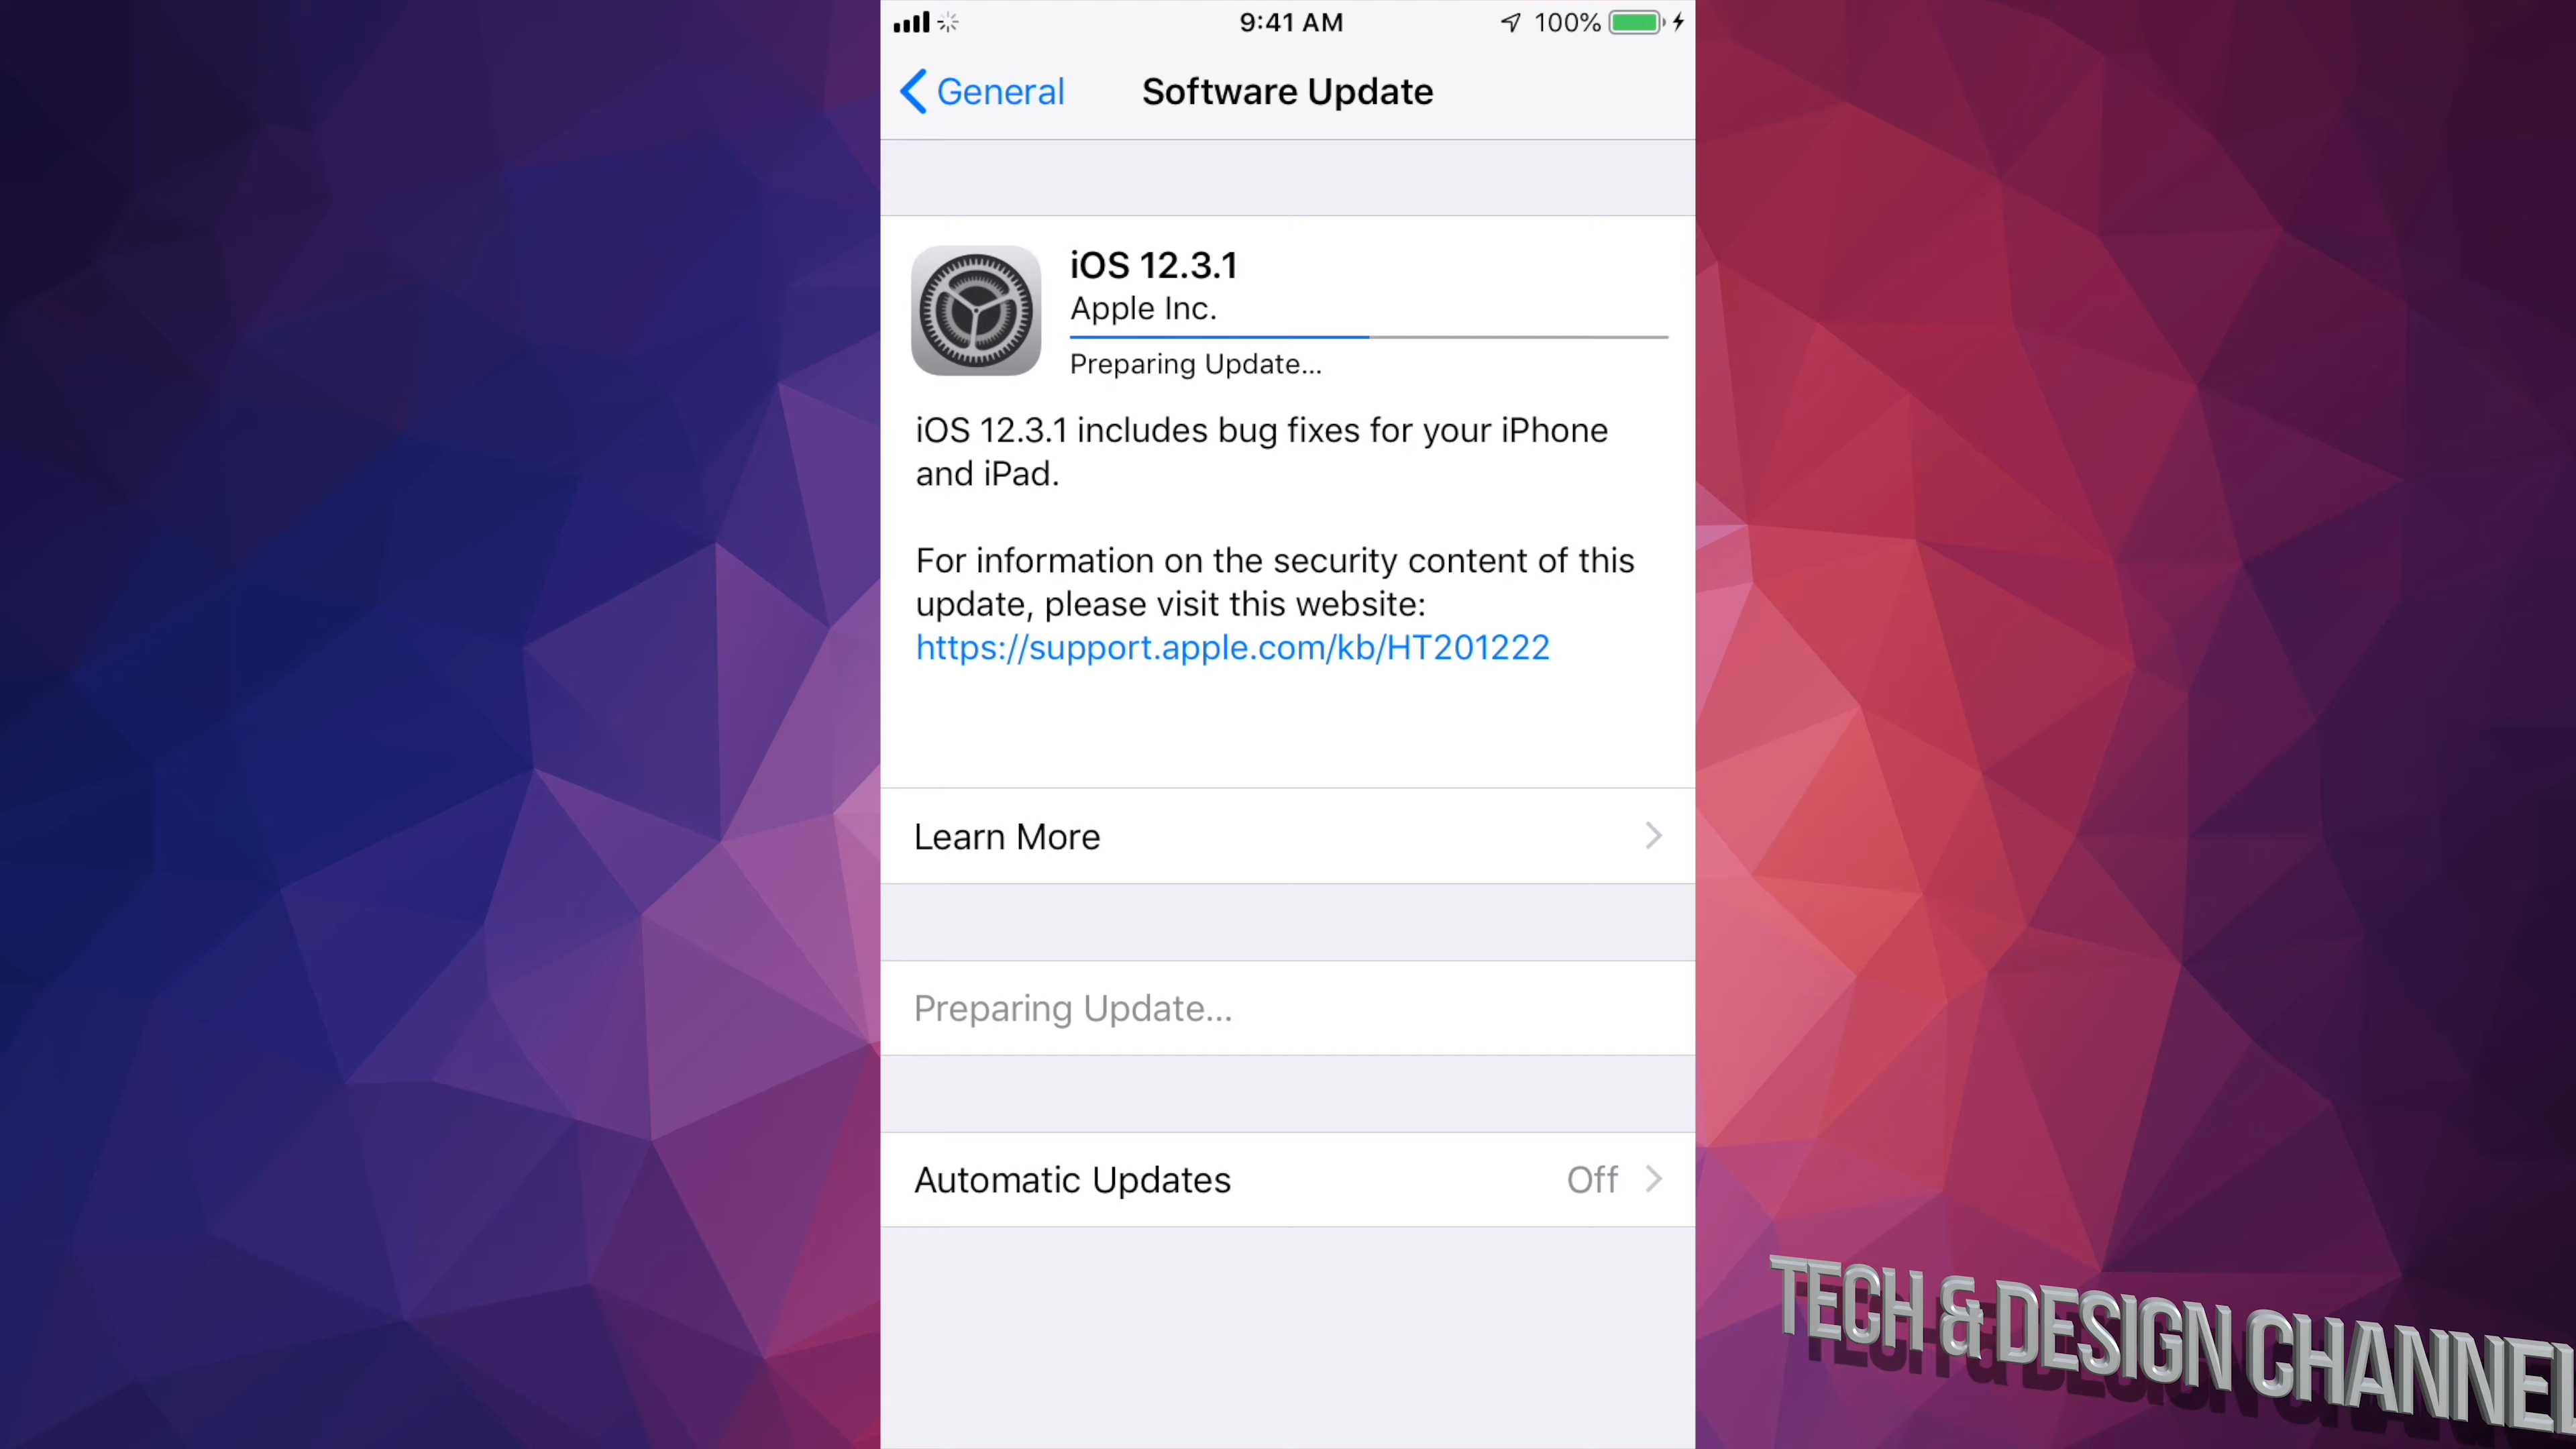 9:41 AM
100%
General
Software Update
iOS 12.3.1
Apple Inc.
Preparing Update...
iOS 12.3.1 includes bug fixes for your iPhone
and iPad.
For information on the security content of this
update, please visit this website:
https://support.apple.com/kb/HT201222
Learn More
Preparing Update...
Automatic Updates
Off
TECH & DESIGN CHANNEL